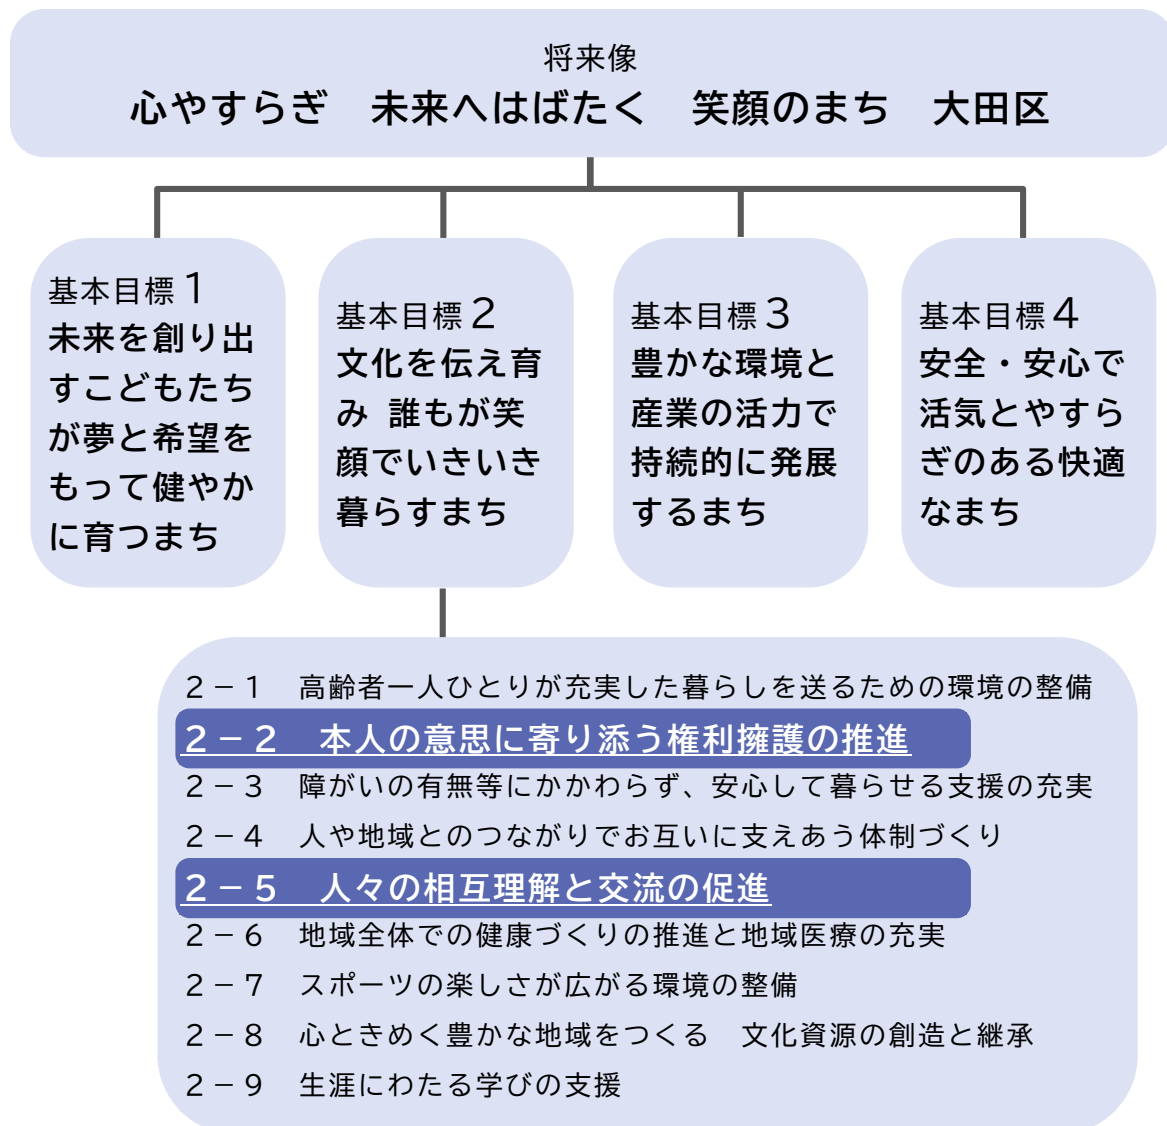 将来像
心やすらぎ　未来へはばたく　笑顔のまち　大田区
基本目標１
未来を創り出
すこどもたち
が夢と希望を
もって健やか
に育つまち
基本目標２
文化を伝え育
み 誰もが笑
顔でいきいき
暮らすまち
基本目標３
豊かな環境と
産業の活力で
持続的に発展
するまち
基本目標４
安全・安心で
活気とやすら
ぎのある快適
なまち
２－１　高齢者一人ひとりが充実した暮らしを送るための環境の整備
２－２　本人の意思に寄り添う権利擁護の推進
２－３　障がいの有無等にかかわらず、安心して暮らせる支援の充実
２－４　人や地域とのつながりでお互いに支えあう体制づくり
２－５　人々の相互理解と交流の促進
２－６　地域全体での健康づくりの推進と地域医療の充実
２－７　スポーツの楽しさが広がる環境の整備
２－８　心ときめく豊かな地域をつくる　文化資源の創造と継承
２－９　生涯にわたる学びの支援